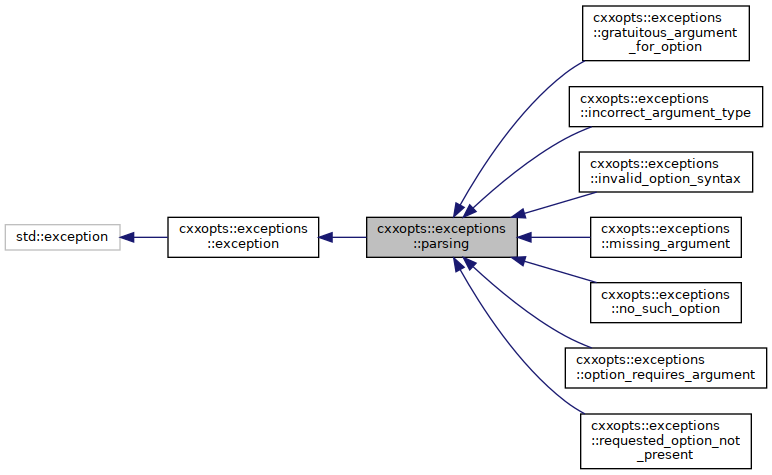 cxxopts::exceptions
::gratuitous_argument
_for_option
cxxopts::exceptions
::incorrect_argument_type
cxxopts::exceptions
::invalid_option_syntax
std::exception
cxxopts::exceptions
::exception
cxxopts::exceptions
::parsing
cxxopts::exceptions
::missing_argument
cxxopts::exceptions
::no_such_option
cxxopts::exceptions
::option_requires_argument
cxxopts::exceptions
::requested_option_not
_present